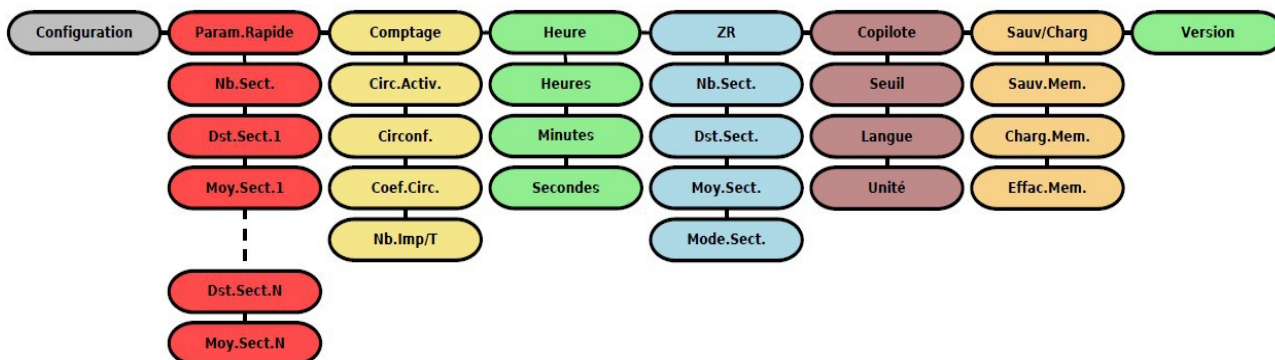 Configuration Param.Rapide Comptage Heure ZR Copilote Sauv/Charg Version
Nb.Sect. Circ.Activ. Heures Nb.Sect. Seuil Sauv.Mem.
Dst.Sect.1 Circonf. Minutes Dst.Sect. Langue Charg.Mem.
Moy.Sect.1 Coef.Circ. Secondes Moy.Sect. Unité Effac.Mem.
Nb.Imp/T Mode.Sect.
Dst.Sect.N
Moy.Sect.N